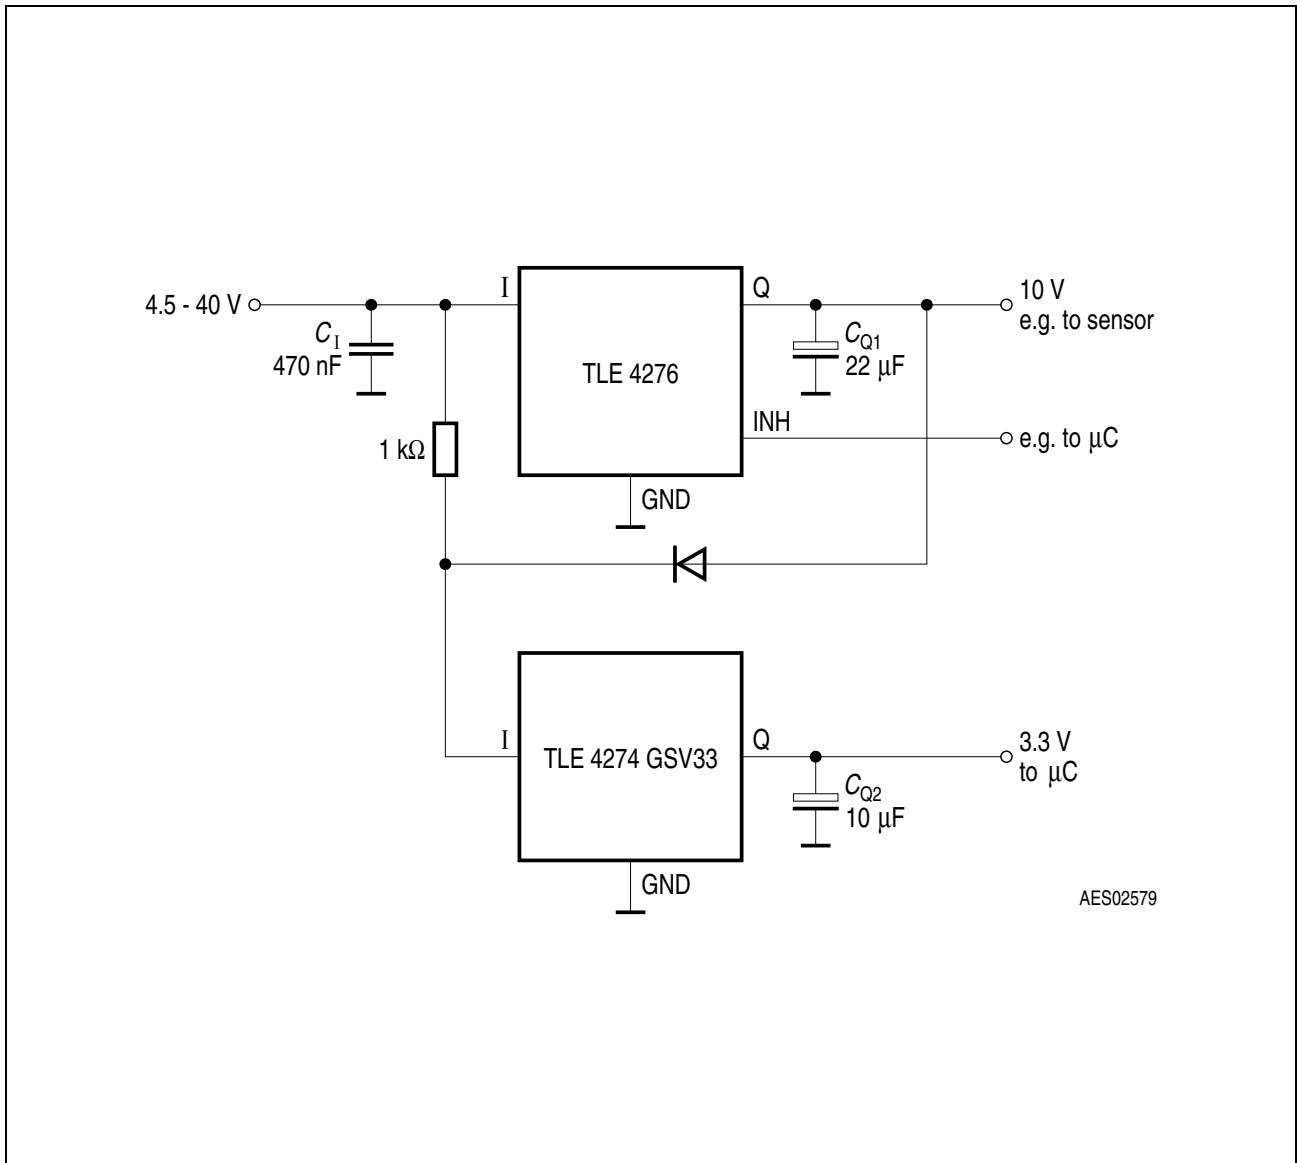 I
Q
10 V
4.5 - 40 V
e.g. to sensor
C_I
470 nF
C_Q1
22 μF
TLE 4276
INH
e.g. to μC
1 kΩ
GND
I
Q
3.3 V
to μC
TLE 4274 GSV33
C_Q2
10 μF
GND
AES02579